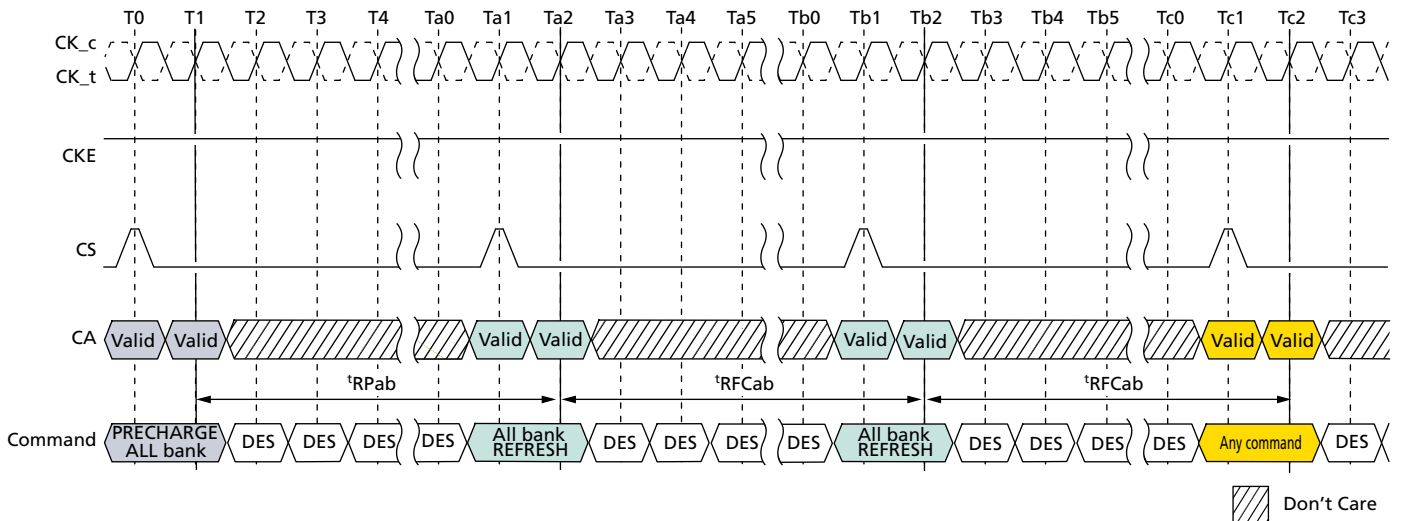 T0 T1 T2 T3 T4 Ta0 Ta1 Ta2 Ta3 Ta4 Ta5 Tb0 Tb1 Tb2 Tb3 Tb4 Tb5 Tc0 Tc1 Tc2 Tc3
CK_c
CK_t
CKE
CS
CA Valid Valid Valid Valid Valid Valid Valid Valid
tRPab tRFCab tRFCab
Command PRECHARGE ALL bank DES DES DES DES All bank REFRESH DES DES DES DES All bank REFRESH DES DES DES DES Any command DES
Don't Care